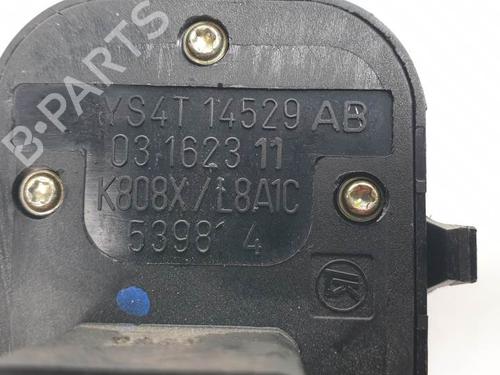 YS4T 14529 AB
03 1623 11
K808X/L8A1C
53981 4
K
B-PARTS